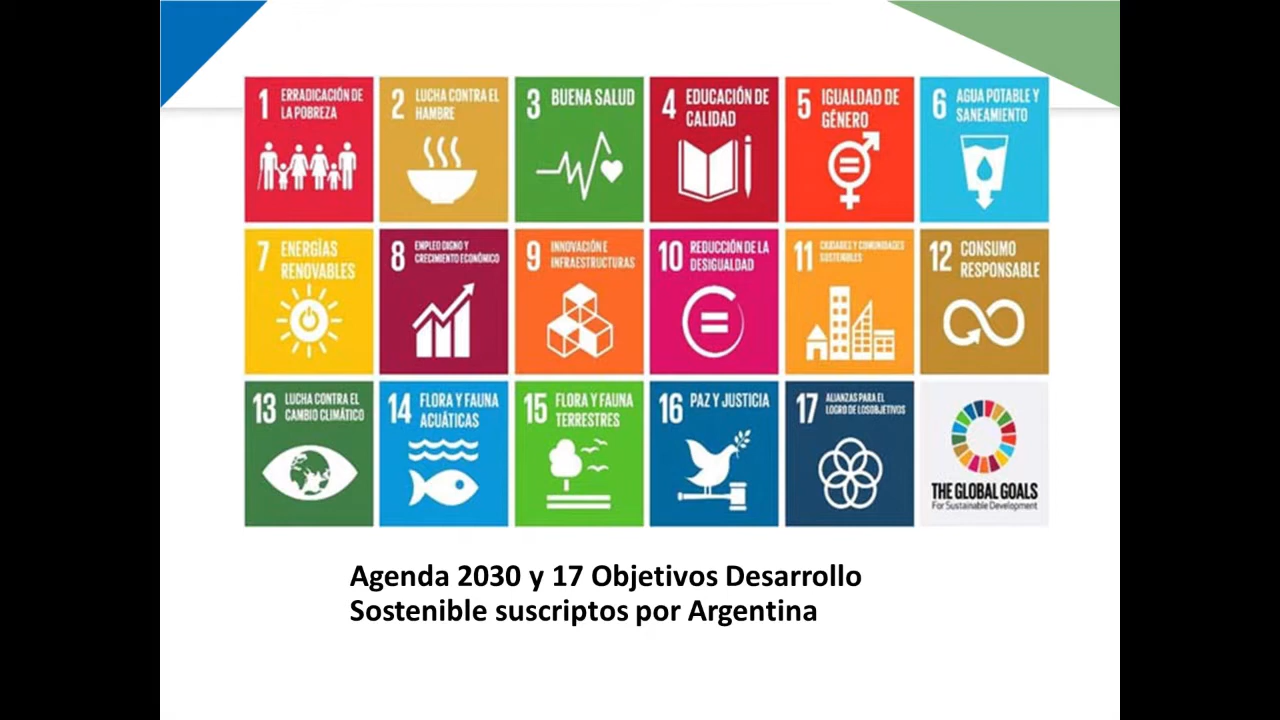 1 ERRADICACIÓN DE
LA POBREZA
2 LUCHA CONTRA EL
HAMBRE
3 BUENA SALUD
4 EDUCACIÓN DE
CALIDAD
5 IGUALDAD DE
GÉNERO
6 AGUA POTABLE Y
SANEAMIENTO
7 ENERGÍAS
RENOVABLES
8 EMPLEO DIGNO Y
CRECIMIENTO ECONÓMICO
9 INNOVACIÓN E
INFRAESTRUCTURAS
10 REDUCCIÓN DE LA
DESIGUALDAD
11 CIUDADES Y COMUNIDADES
SOSTENIBLES
12 CONSUMO
RESPONSABLE
13 LUCHA CONTRA EL
CAMBIO CLIMÁTICO
14 FLORA Y FAUNA
ACUÁTICAS
15 FLORA Y FAUNA
TERRESTRES
16 PAZ Y JUSTICIA
17 ALIANZAS PARA EL
LOGRO DE LOSOBJETIVOS
THE GLOBAL GOALS
For Sustainable Development
Agenda 2030 y 17 Objetivos Desarrollo
Sostenible suscriptos por Argentina